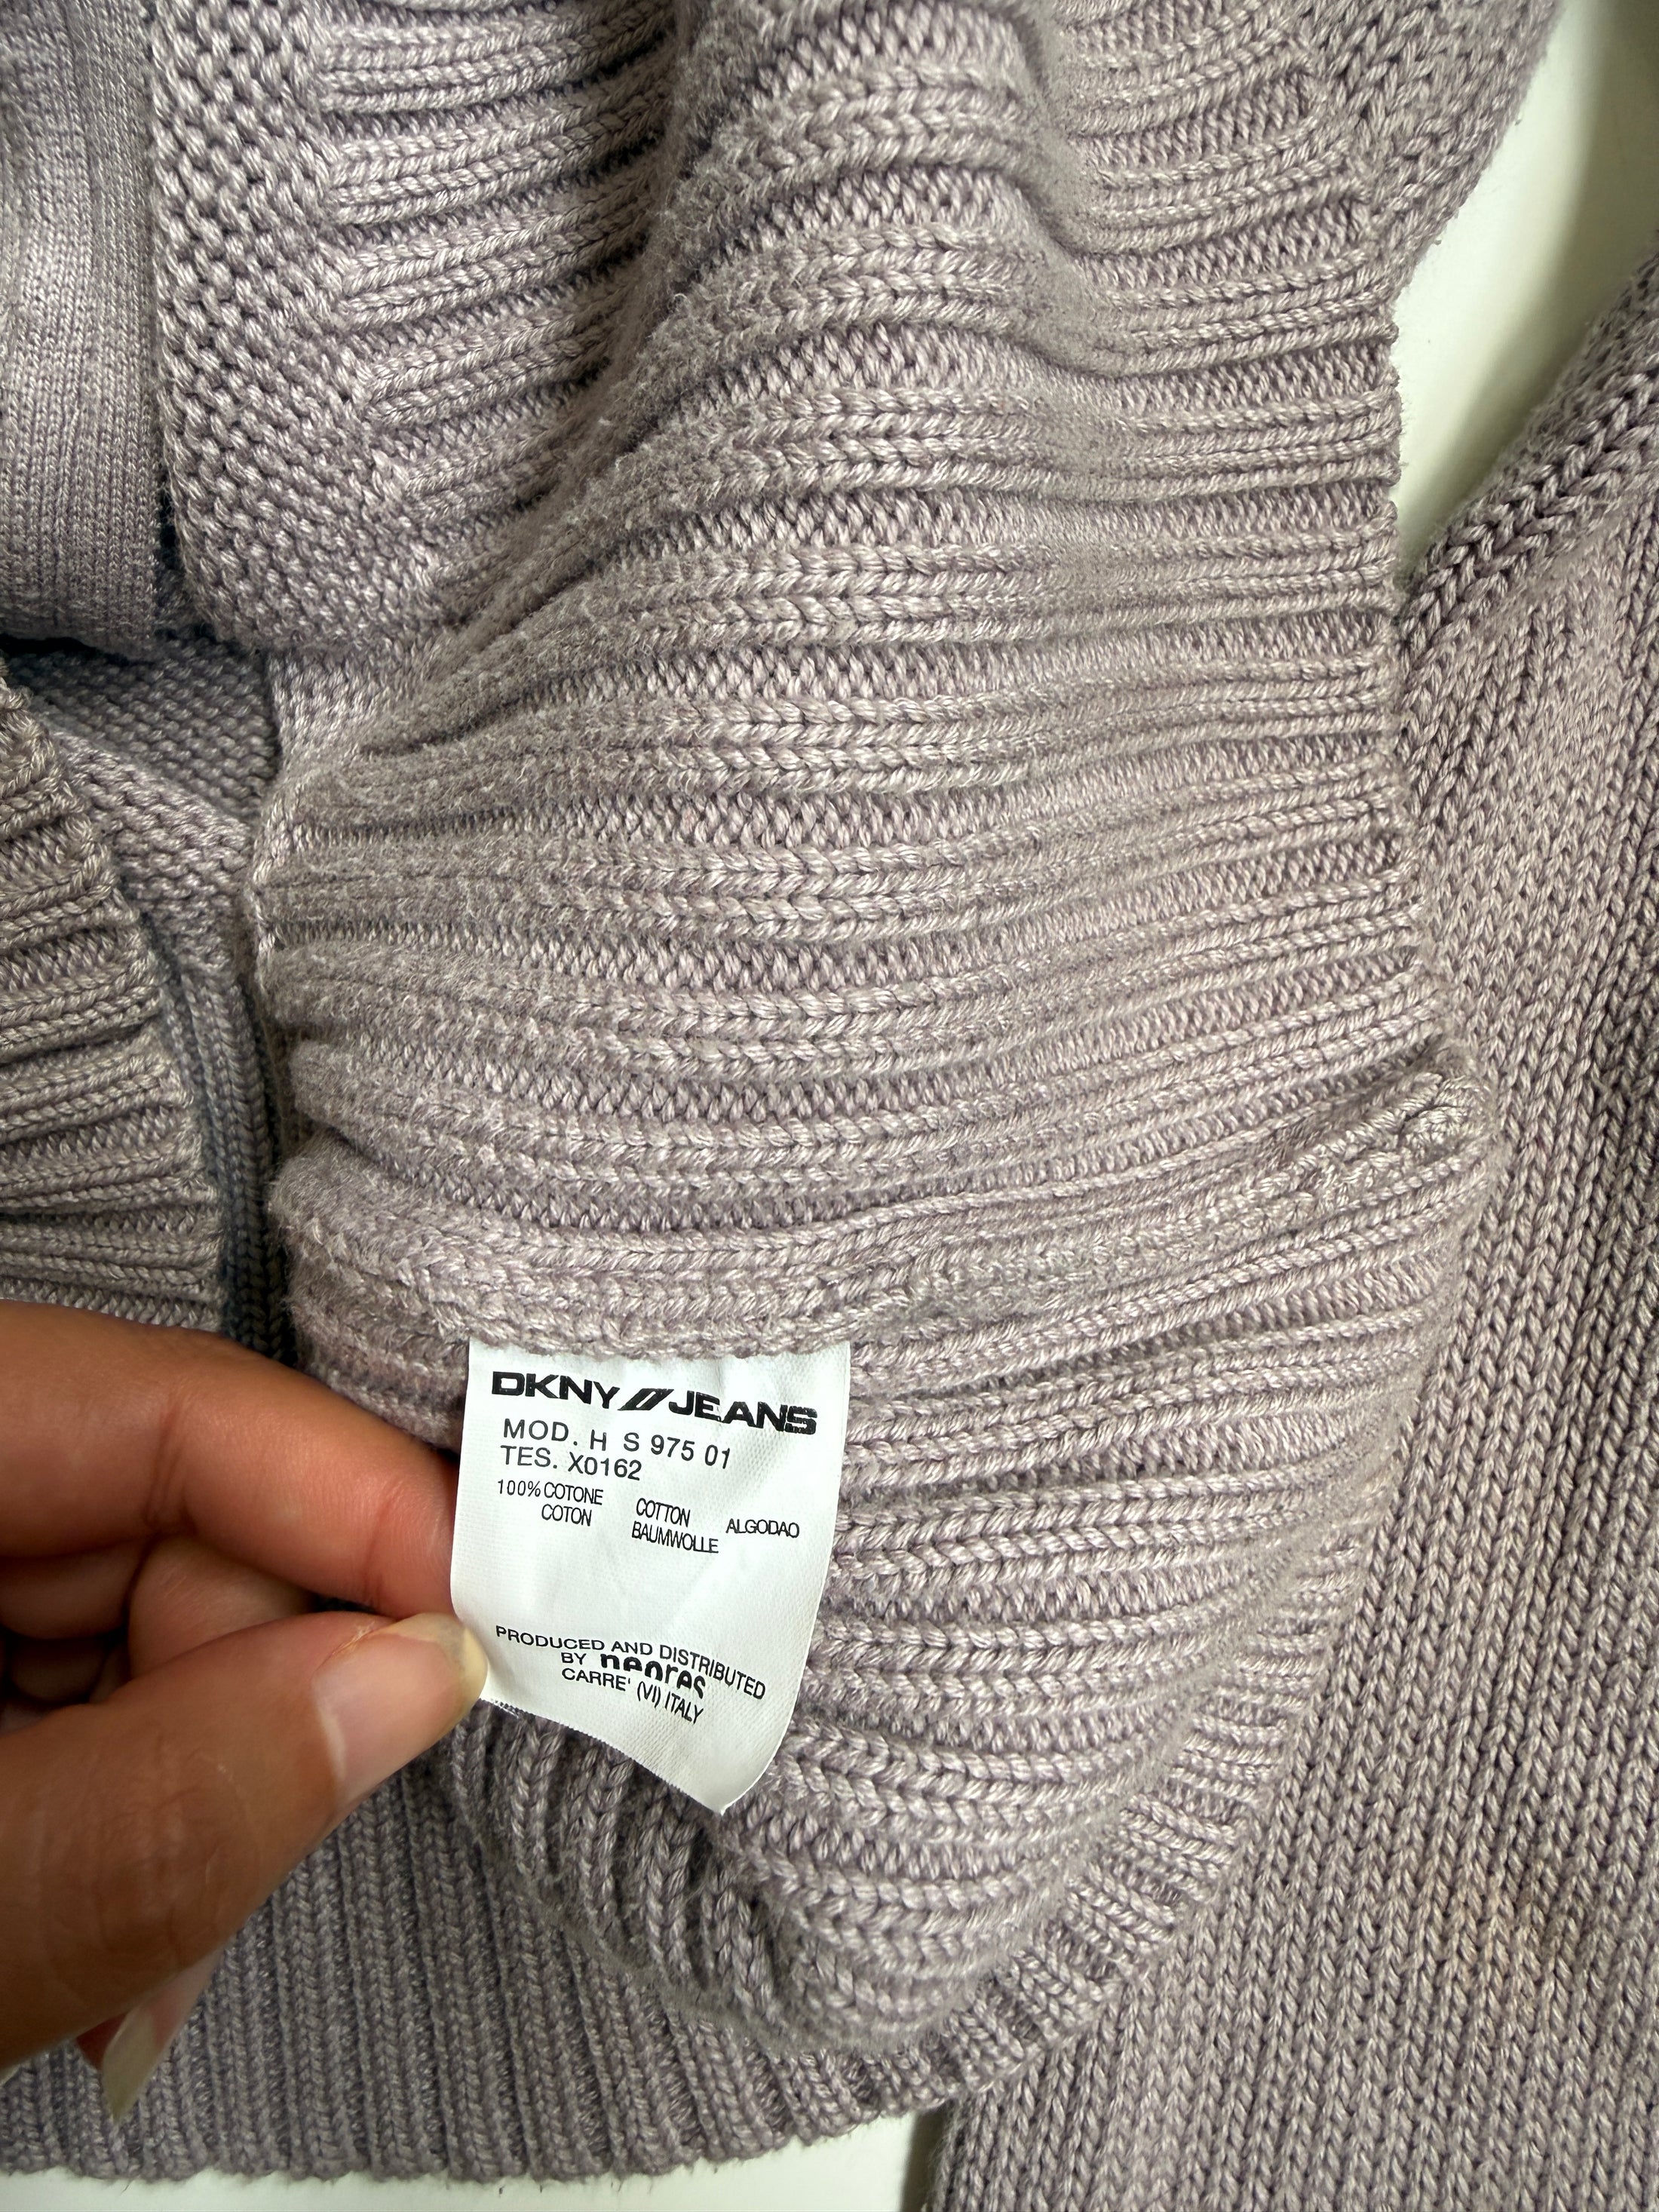 DKNY JEANS
MOD. H S 975 01
TES. X0162
100% COTONE COTTON ALGODAO
COTON BAUMWOLLE
PRODUCED AND DISTRIBUTED
BY neores
CARRE' (VI) ITALY